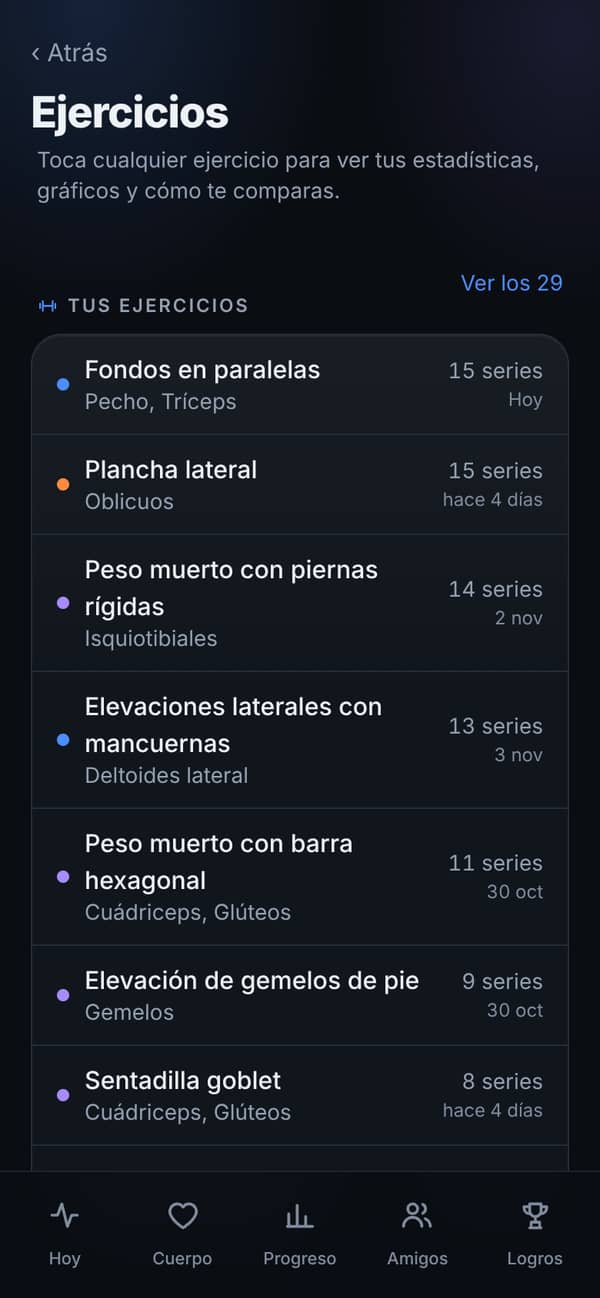 ‹ Atrás
Ejercicios
Toca cualquier ejercicio para ver tus estadísticas,
gráficos y cómo te comparas.
Ver los 29
TUS EJERCICIOS
Fondos en paralelas
15 series
Pecho, Tríceps
Hoy
Plancha lateral
15 series
Oblicuos
hace 4 días
Peso muerto con piernas
rígidas
14 series
2 nov
Isquiotibiales
Elevaciones laterales con
mancuernas
13 series
3 nov
Deltoides lateral
Peso muerto con barra
hexagonal
11 series
30 oct
Cuádriceps, Glúteos
Elevación de gemelos de pie
9 series
Gemelos
30 oct
Sentadilla goblet
8 series
Cuádriceps, Glúteos
hace 4 días
Hoy
Cuerpo
Progreso
Amigos
Logros